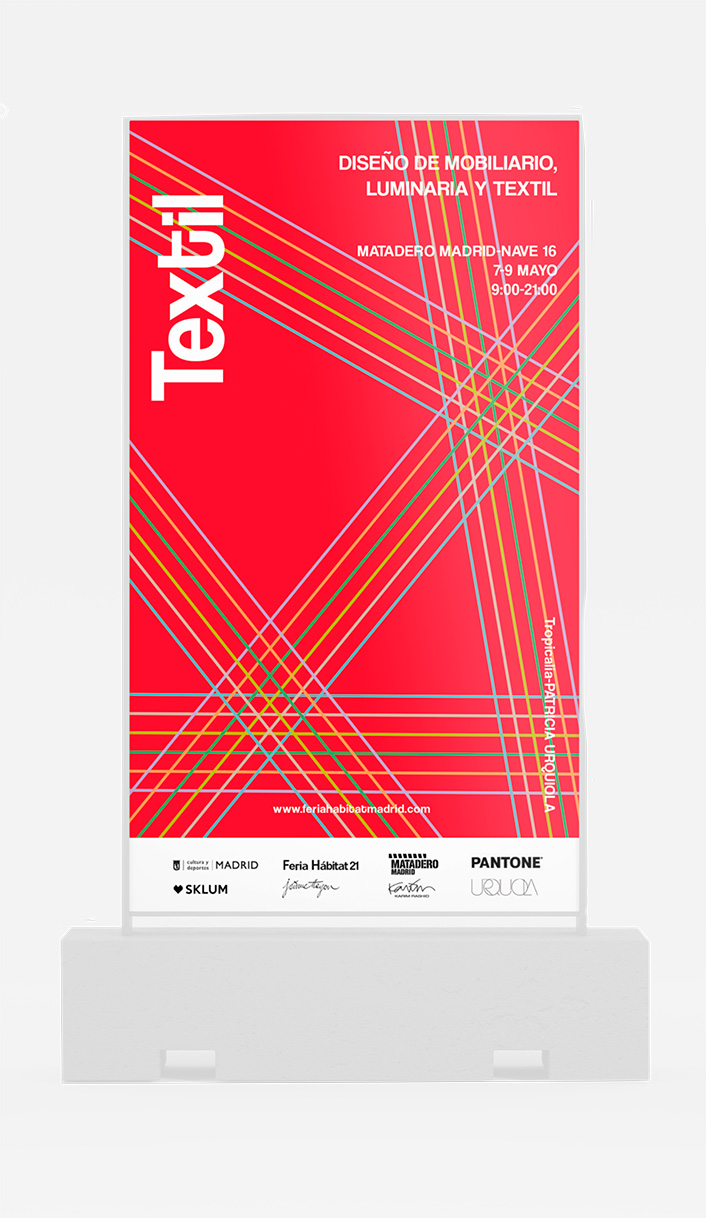 Textil
DISEÑO DE MOBILIARIO,
LUMINARIA Y TEXTIL
MATADERO MADRID-NAVE 16
7-9 MAYO
9:00-21:00
Tropicalia-PATRICIA URQUIOLA
www.feriahabitatmadrid.com
cultura y
deportes
MADRID
Feria Hábitat 21
MATADERO
MADRID
PANTONE®
SKLUM
KARIM RASHID
URQUIOLA